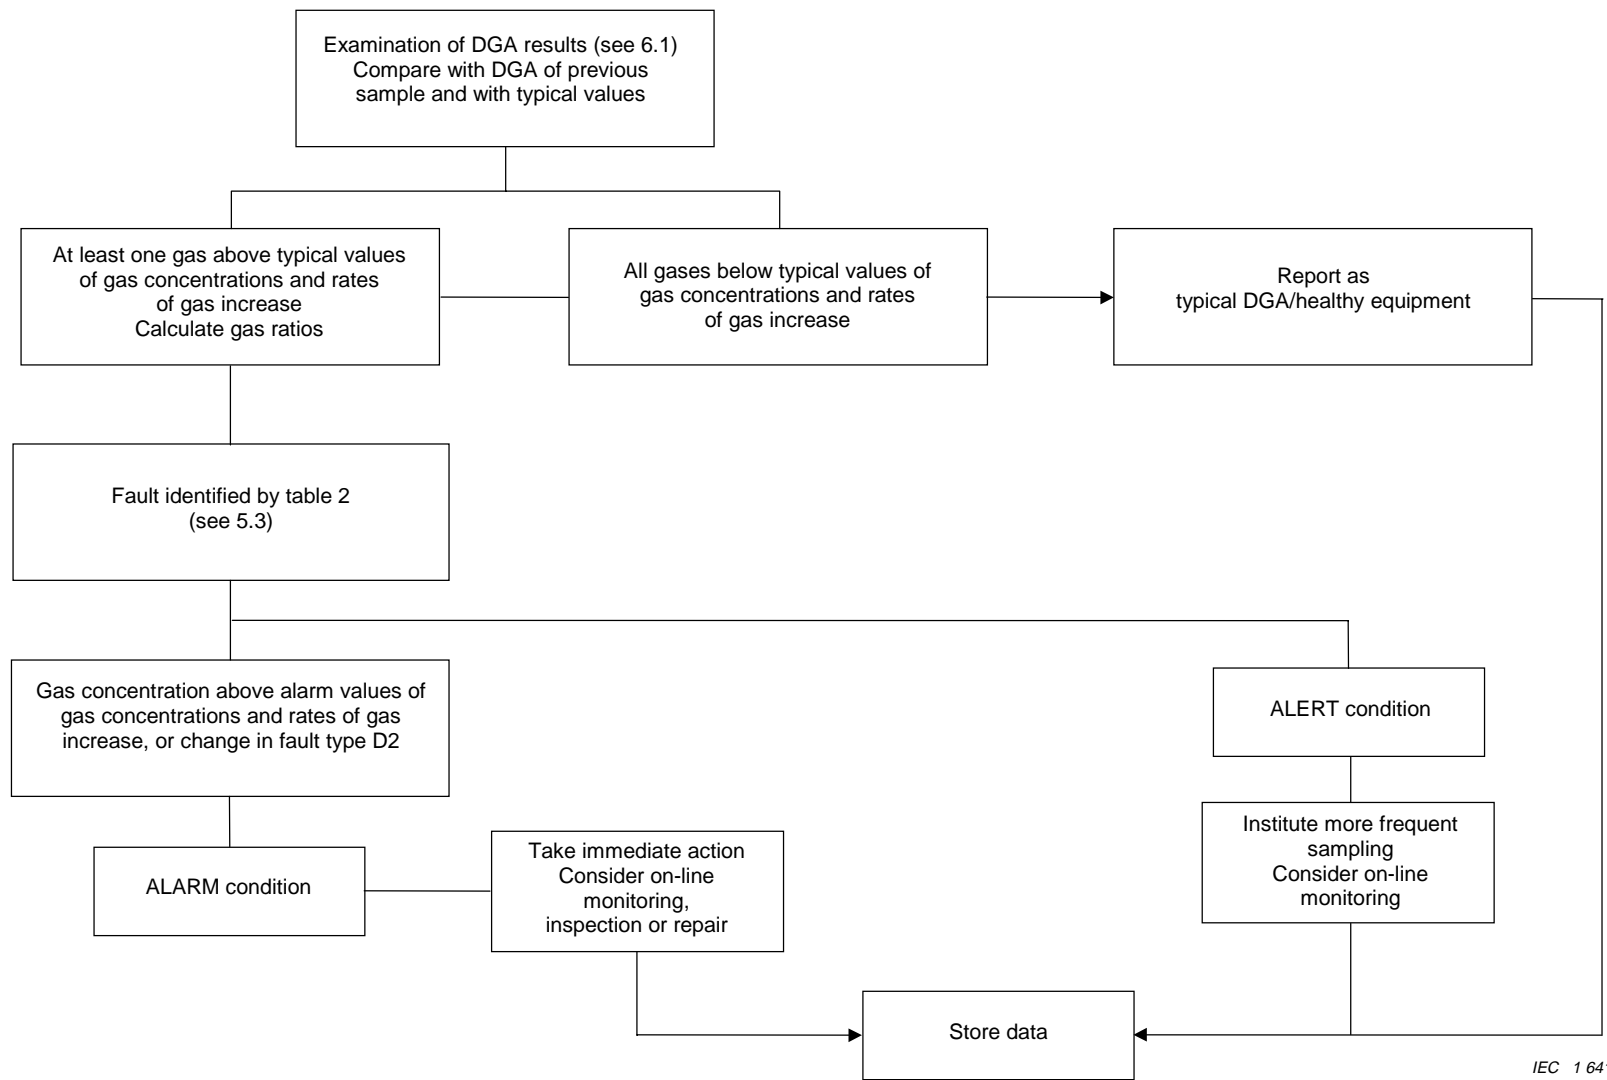 Examination of DGA results (see 6.1)
Compare with DGA of previous
sample and with typical values
At least one gas above typical values
of gas concentrations and rates
of gas increase
Calculate gas ratios
All gases below typical values of
gas concentrations and rates
of gas increase
Report as
typical DGA/healthy equipment
Fault identified by table 2
(see 5.3)
Gas concentration above alarm values of
gas concentrations and rates of gas
increase, or change in fault type D2
ALERT condition
ALARM condition
Take immediate action
Consider on-line
monitoring,
inspection or repair
Institute more frequent
sampling
Consider on-line
monitoring
Store data
IEC 1 641